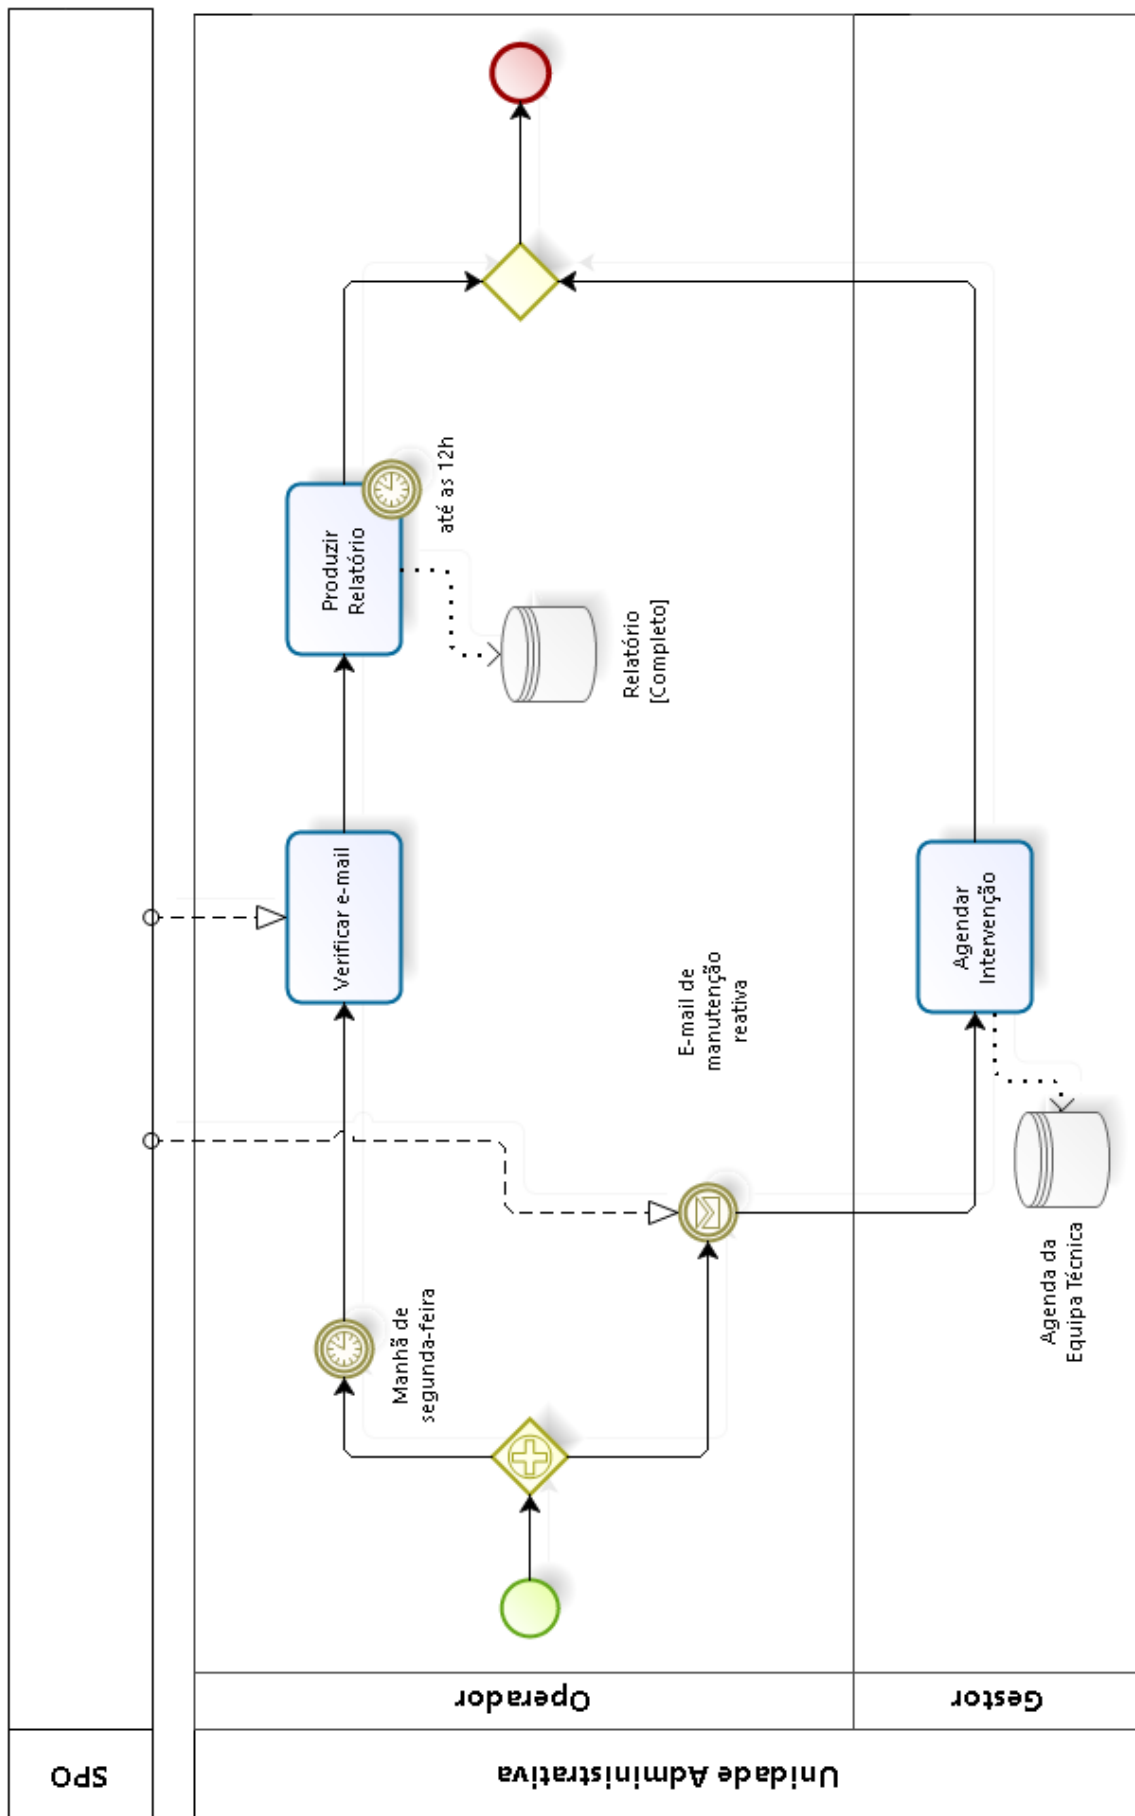 SPO
Unidade Administrativa
Operador
Gestor
Manhã de
segunda-feira
Verificar e-mail
Produzir
Relatório
até as 12h
Relatório
[Completo]
E-mail de
manutenção
reativa
Agendar
Intervenção
Agenda da
Equipa Técnica